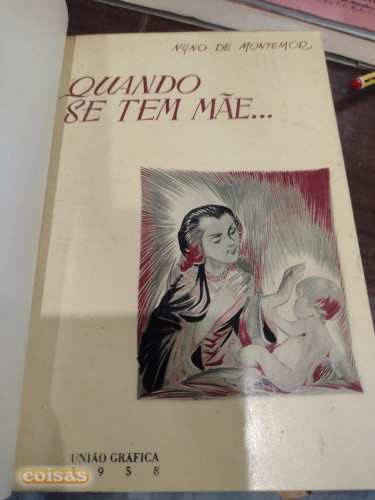 NUNO DE MONTEMOR
QUANDO
SE TEM MÃE...
UNIÃO GRÁFICA
1958
coisas